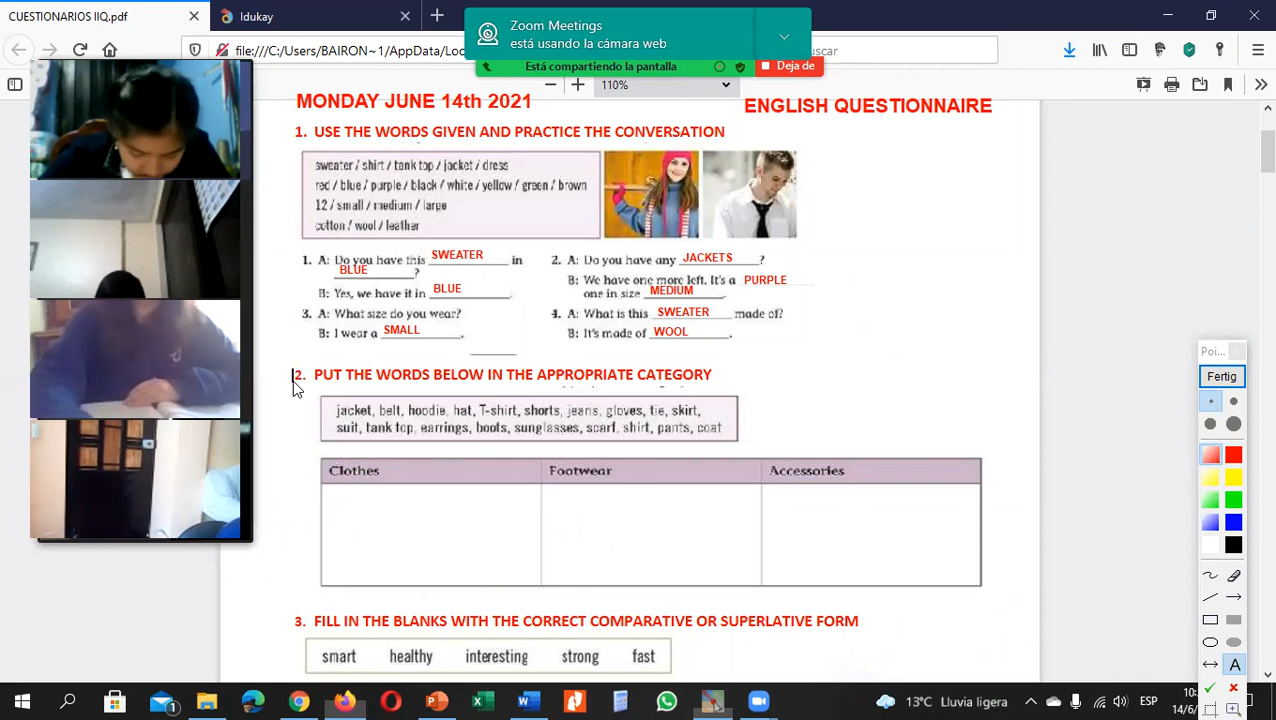 CUESTIONARIOS IIQ.pdf
Idukay
Zoom Meetings
está usando la cámara web
file:///C:/Users/BAIRON~1/AppData/Loc
uscar
Está compartiendo la pantalla
Deja de
110%
MONDAY JUNE 14th 2021
ENGLISH QUESTIONNAIRE
1. USE THE WORDS GIVEN AND PRACTICE THE CONVERSATION
sweater / shirt / tank top / jacket / dress
red / blue / purple / black / white / yellow / green / brown
12 / small / medium / large
cotton / wool / leather
1. A: Do you have this SWEATER in
BLUE ?
B: Yes, we have it in BLUE .
2. A: Do you have any JACKETS ?
B: We have one more left. It's a PURPLE
one in size MEDIUM .
3. A: What size do you wear?
B: I wear a SMALL .
4. A: What is this SWEATER made of?
B: It's made of WOOL .
2. PUT THE WORDS BELOW IN THE APPROPRIATE CATEGORY
jacket, belt, hoodie, hat, T-shirt, shorts, jeans, gloves, tie, skirt,
suit, tank top, earrings, boots, sunglasses, scarf, shirt, pants, coat
Clothes Footwear Accessories
3. FILL IN THE BLANKS WITH THE CORRECT COMPARATIVE OR SUPERLATIVE FORM
smart healthy interesting strong fast
Poi...
Fertig
A
1
13°C Lluvia ligera
ESP
10:
14/6/